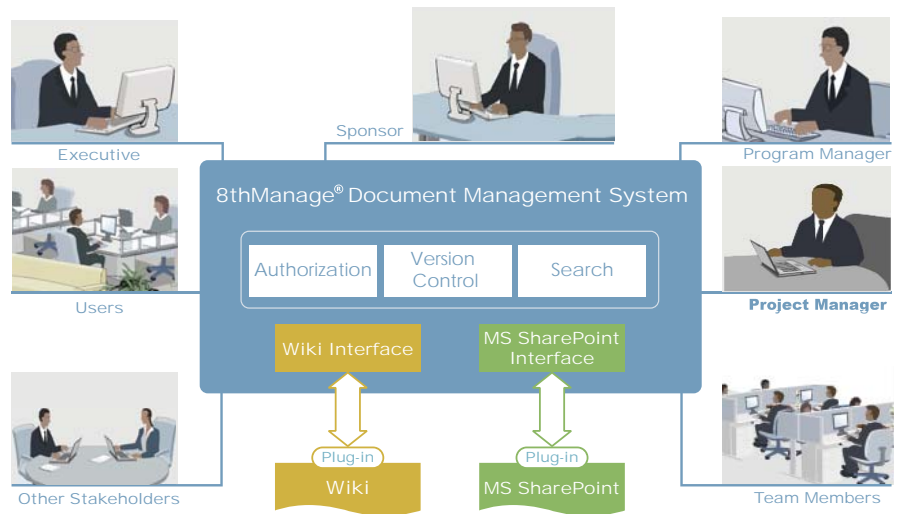 Sponsor
Executive
Program Manager
8thManage® Document Management System
Authorization
Version
Control
Search
Users
Project Manager
Wiki Interface
MS SharePoint
Interface
Plug-in
Plug-in
Wiki
MS SharePoint
Other Stakeholders
Team Members